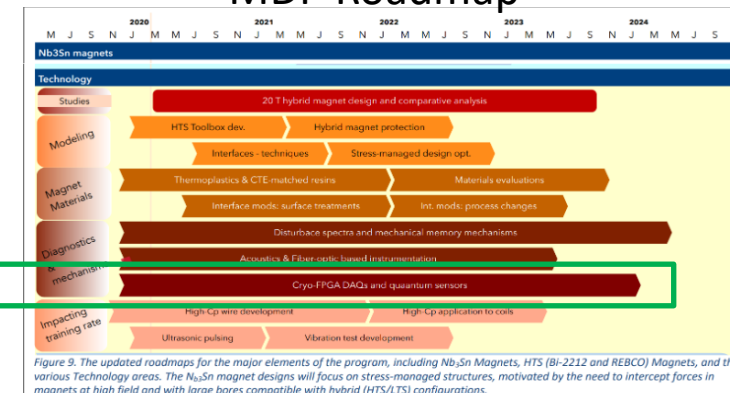 MDP Roadmap
2020 2021 2022 2023 2024
M J S N J M M J S N J M M J S N J M M J S N J M M J S N J M M J S
Nb3Sn magnets
Technology
Studies
20 T hybrid magnet design and comparative analysis
Modeling
HTS Toolbox dev. Hybrid magnet protection
Interfaces - techniques Stress-managed design opt.
Magnet
Materials
Thermoplastics & CTE-matched resins Materials evaluations
Interface mods: surface treatments Int. mods: process changes
Diagnostics
&
mechanism
Disturbace spectra and mechanical memory mechanisms
Acoustics & Fiber-optic based instrumentation
Cryo-FPGA DAQs and quaantum sensors
Impacting
training rate
High-Cp wire development High-Cp application to coils
Ultrasonic pulsing Vibration test development
Figure 9. The updated roadmaps for the major elements of the program, including Nb₃Sn Magnets, HTS (Bi-2212 and REBCO) Magnets, and th
various Technology areas. The N_b3Sn magnet designs will focus on stress-managed structures, motivated by the need to intercept forces in
magnets at high field and with large bores compatible with hybrid (HTS/LTS) configurations.